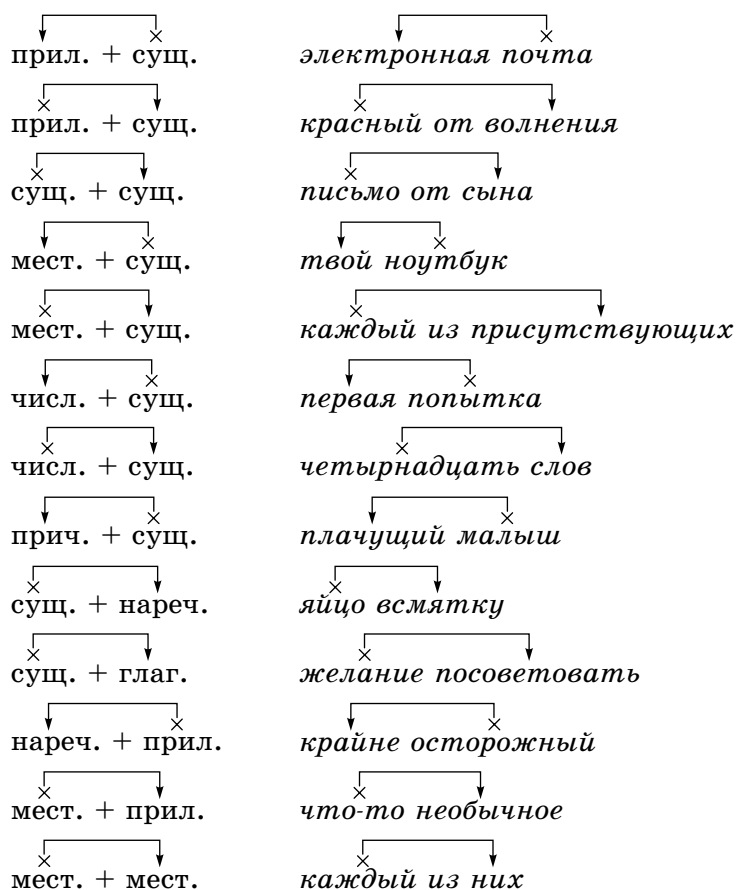 прил. + сущ. электронная почта
прил. + сущ. красный от волнения
сущ. + сущ. письмо от сына
мест. + сущ. твой ноутбук
мест. + сущ. каждый из присутствующих
числ. + сущ. первая попытка
числ. + сущ. четырнадцать слов
прич. + сущ. плачущий малыш
сущ. + нареч. яйцо всмятку
сущ. + глаг. желание посоветовать
нареч. + прил. крайне осторожный
мест. + прил. что-то необычное
мест. + мест. каждый из них